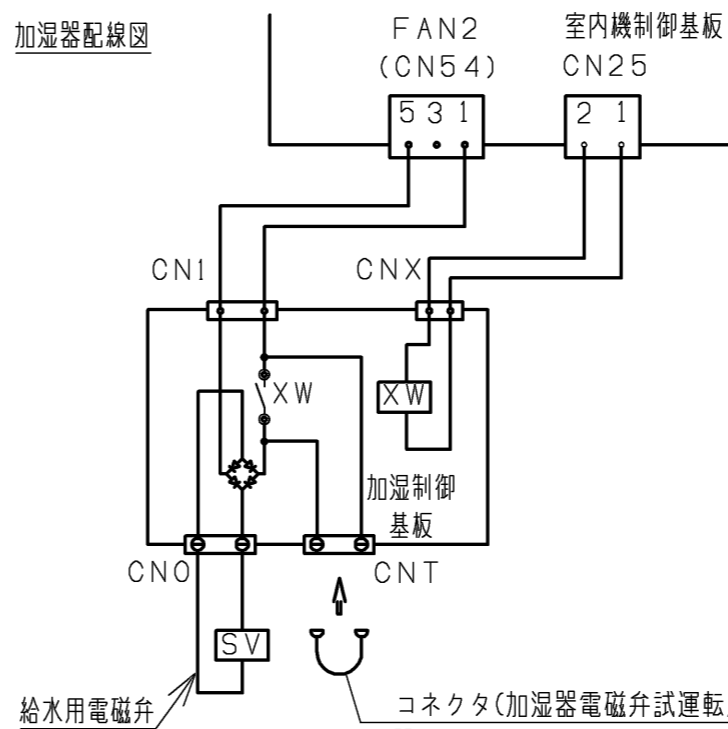 加湿器配線図
FAN2
(CN54)
室内機制御基板
CN25
5 3 1
2 1
CN1
CNX
XW
XW
加湿制御
基板
CNO
CNT
SV
給水用電磁弁
コネクタ(加湿器電磁弁試運転